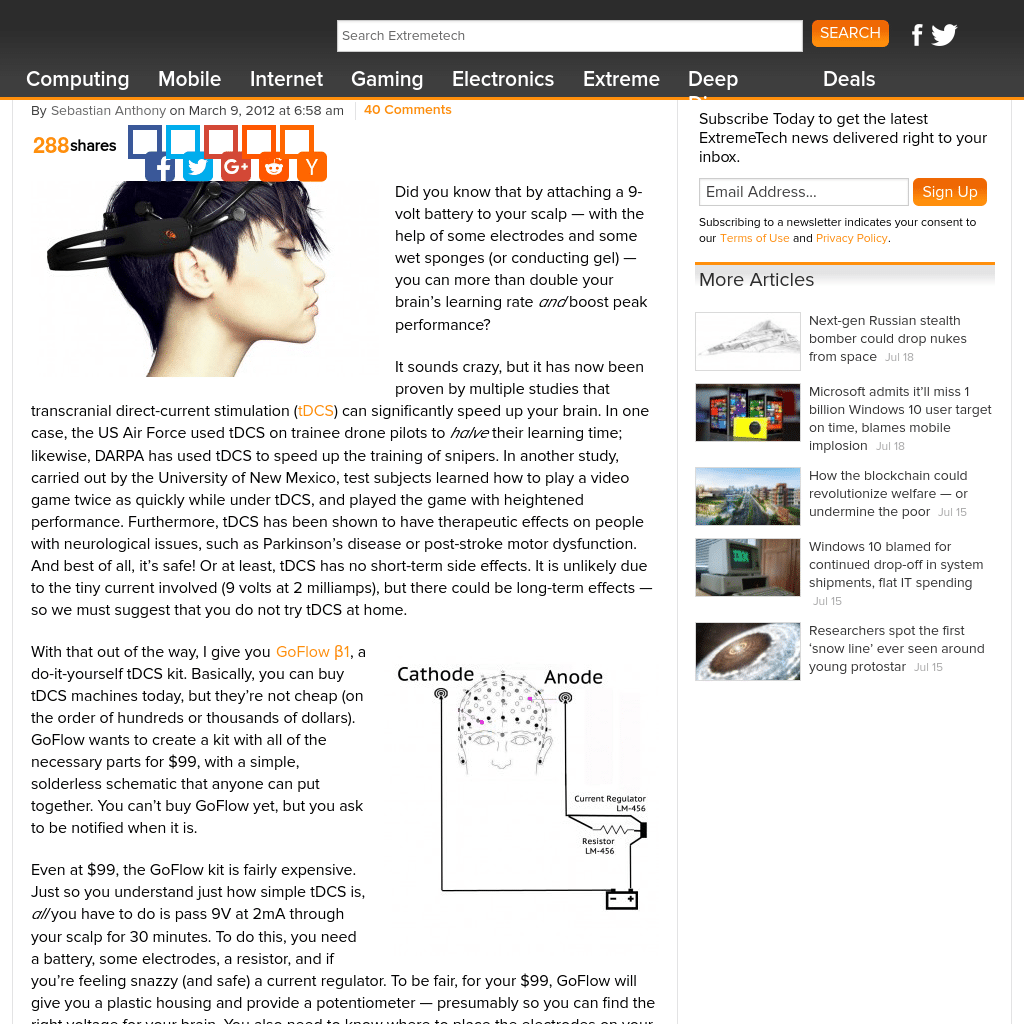 Search Extremetech
SEARCH
Computing Mobile Internet Gaming Electronics Extreme Deep Deals
By Sebastian Anthony on March 9, 2012 at 6:58 am 40 Comments
288 shares
Did you know that by attaching a 9-
volt battery to your scalp — with the
help of some electrodes and some
wet sponges (or conducting gel) —
you can more than double your
brain’s learning rate and boost peak
performance?
It sounds crazy, but it has now been
proven by multiple studies that
transcranial direct-current stimulation (tDCS) can significantly speed up your brain. In one
case, the US Air Force used tDCS on trainee drone pilots to halve their learning time;
likewise, DARPA has used tDCS to speed up the training of snipers. In another study,
carried out by the University of New Mexico, test subjects learned how to play a video
game twice as quickly while under tDCS, and played the game with heightened
performance. Furthermore, tDCS has been shown to have therapeutic effects on people
with neurological issues, such as Parkinson’s disease or post-stroke motor dysfunction.
And best of all, it’s safe! Or at least, tDCS has no short-term side effects. It is unlikely due
to the tiny current involved (9 volts at 2 milliamps), but there could be long-term effects —
so we must suggest that you do not try tDCS at home.
With that out of the way, I give you GoFlow β1, a
do-it-yourself tDCS kit. Basically, you can buy
tDCS machines today, but they’re not cheap (on
the order of hundreds or thousands of dollars).
GoFlow wants to create a kit with all of the
necessary parts for $99, with a simple,
solderless schematic that anyone can put
together. You can’t buy GoFlow yet, but you ask
to be notified when it is.
Cathode
Anode
Current Regulator
LM-456
Resistor
LM-456
Even at $99, the GoFlow kit is fairly expensive.
Just so you understand just how simple tDCS is,
all you have to do is pass 9V at 2mA through
your scalp for 30 minutes. To do this, you need
a battery, some electrodes, a resistor, and if
you’re feeling snazzy (and safe) a current regulator. To be fair, for your $99, GoFlow will
give you a plastic housing and provide a potentiometer — presumably so you can find the
right voltage for your brain. You also need to know where to place the electrodes on your
Subscribe Today to get the latest
ExtremeTech news delivered right to your
inbox.
Email Address...
Sign Up
Subscribing to a newsletter indicates your consent to
our Terms of Use and Privacy Policy.
More Articles
Next-gen Russian stealth
bomber could drop nukes
from space Jul 18
Microsoft admits it’ll miss 1
billion Windows 10 user target
on time, blames mobile
implosion Jul 18
How the blockchain could
revolutionize welfare — or
undermine the poor Jul 15
Windows 10 blamed for
continued drop-off in system
shipments, flat IT spending
Jul 15
Researchers spot the first
‘snow line’ ever seen around
young protostar Jul 15